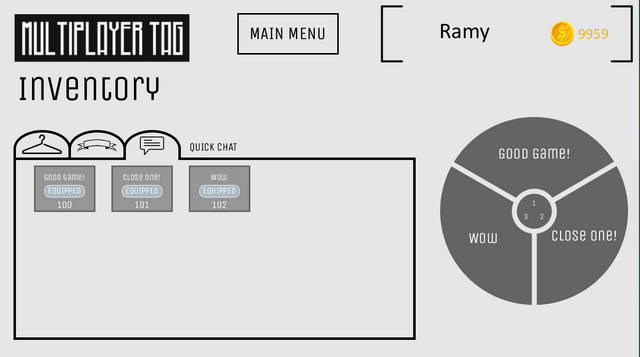 MULTIPLAYER TAG
MAIN MENU
Ramy
9959
Inventory
QUICK CHAT
GOOD GAME!
EQUIPPED
100
CLOSE ONE!
EQUIPPED
101
WOW
EQUIPPED
102
GOOD GAME!
1
3 2
WOW
CLOSE ONE!